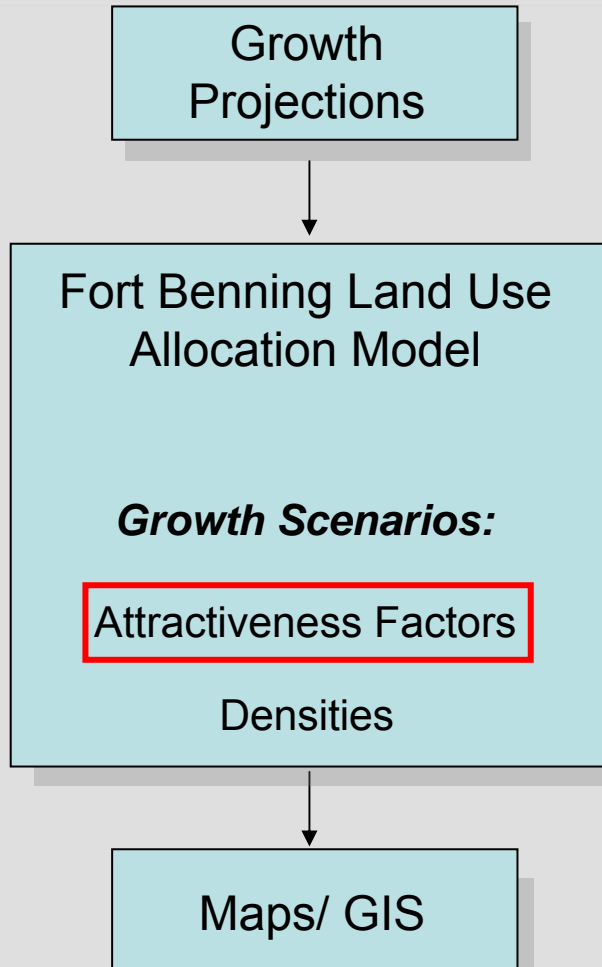 Growth
Projections
Fort Benning Land Use
Allocation Model
Growth Scenarios:
Attractiveness Factors
Densities
Maps/ GIS